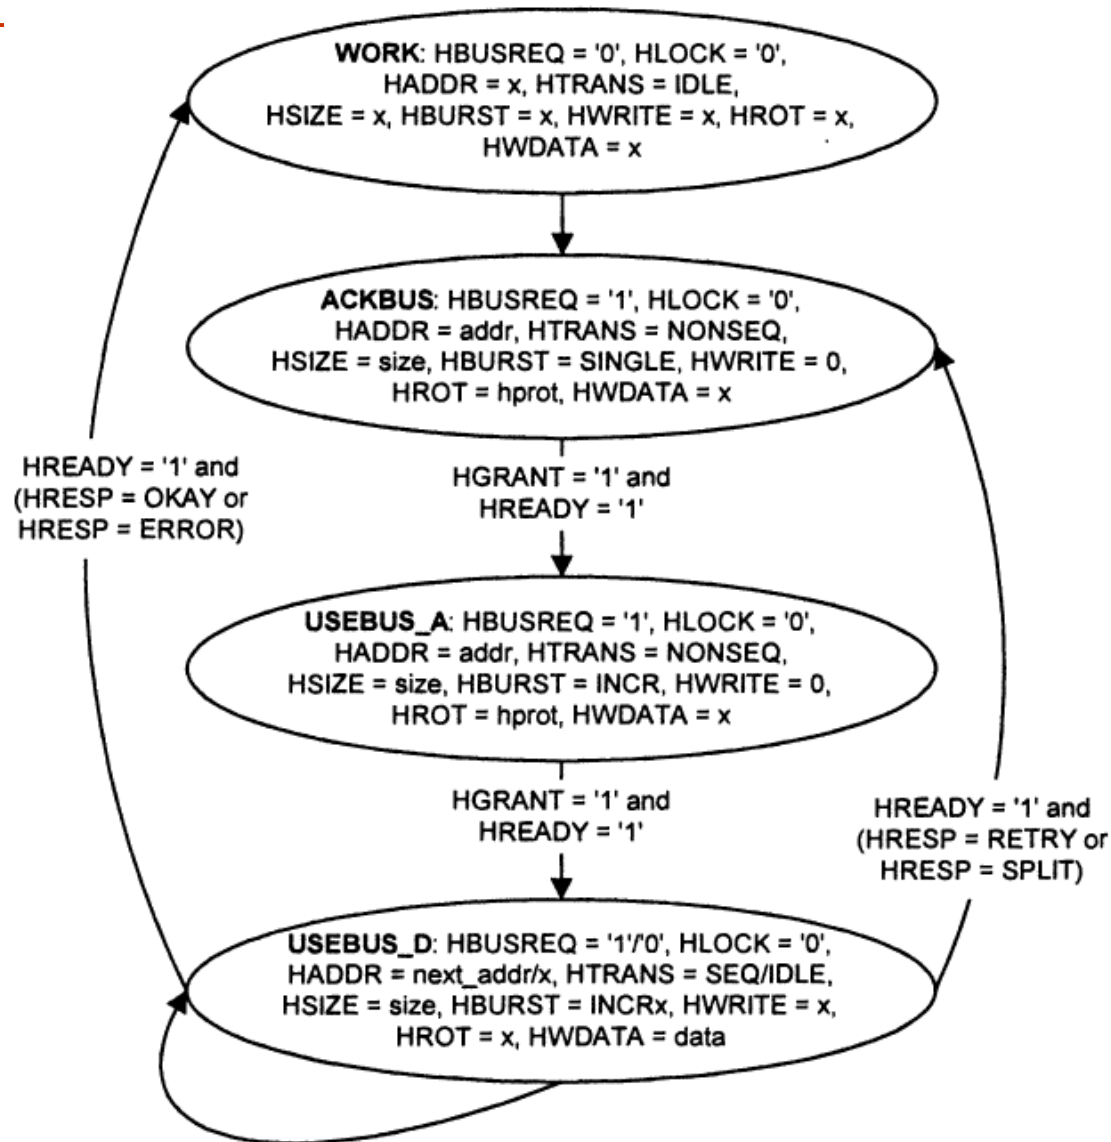 WORK: HBUSREQ = '0', HLOCK = '0',
HADDR = x, HTRANS = IDLE,
HSIZE = x, HBURST = x, HWRITE = x, HROT = x,
HWDATA = x
ACKBUS: HBUSREQ = '1', HLOCK = '0',
HADDR = addr, HTRANS = NONSEQ,
HSIZE = size, HBURST = SINGLE, HWRITE = 0,
HROT = hprot, HWDATA = x
HREADY = '1' and
(HRESP = OKAY or
HRESP = ERROR)
HGRANT = '1' and
HREADY = '1'
USEBUS_A: HBUSREQ = '1', HLOCK = '0',
HADDR = addr, HTRANS = NONSEQ,
HSIZE = size, HBURST = INCR, HWRITE = 0,
HROT = hprot, HWDATA = x
HGRANT = '1' and
HREADY = '1'
HREADY = '1' and
(HRESP = RETRY or
HRESP = SPLIT)
USEBUS_D: HBUSREQ = '1'/'0', HLOCK = '0',
HADDR = next_addr/x, HTRANS = SEQ/IDLE,
HSIZE = size, HBURST = INCRx, HWRITE = x,
HROT = x, HWDATA = data